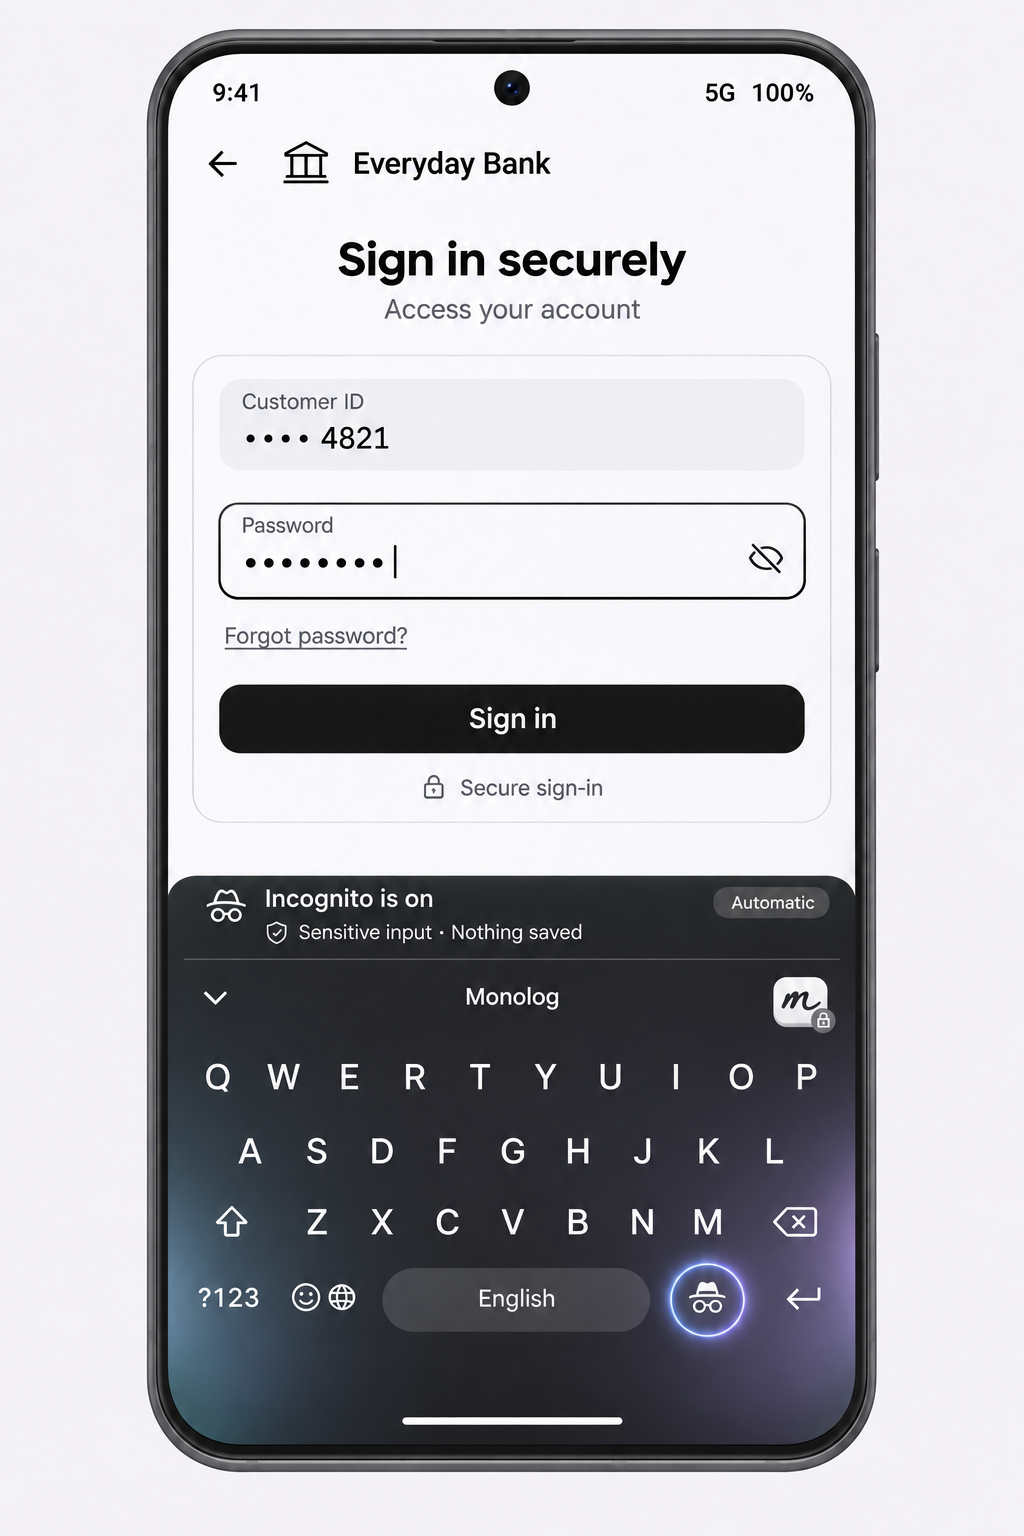 9:41
5G 100%
Everyday Bank
Sign in securely
Access your account
Customer ID
•••• 4821
Password
••••••••
Forgot password?
Sign in
Secure sign-in
Incognito is on
Automatic
Sensitive input • Nothing saved
Monolog
m
Q W E R T Y U I O P
A S D F G H J K L
Z X C V B N M
?123
English